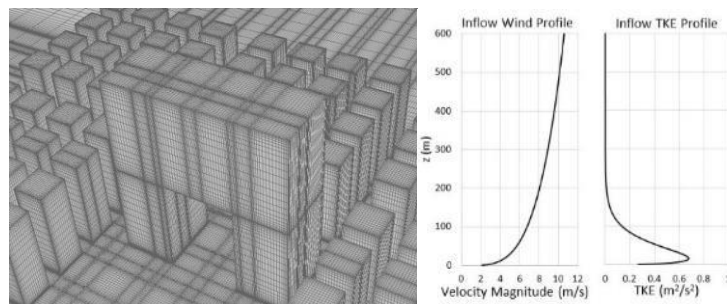 Inflow Wind Profile
600
500
400
300
200
100
0
z (m)
0 2 4 6 8 10 12
Velocity Magnitude (m/s)
Inflow TKE Profile
0 0.2 0.4 0.6 0.8
TKE (m²/s²)